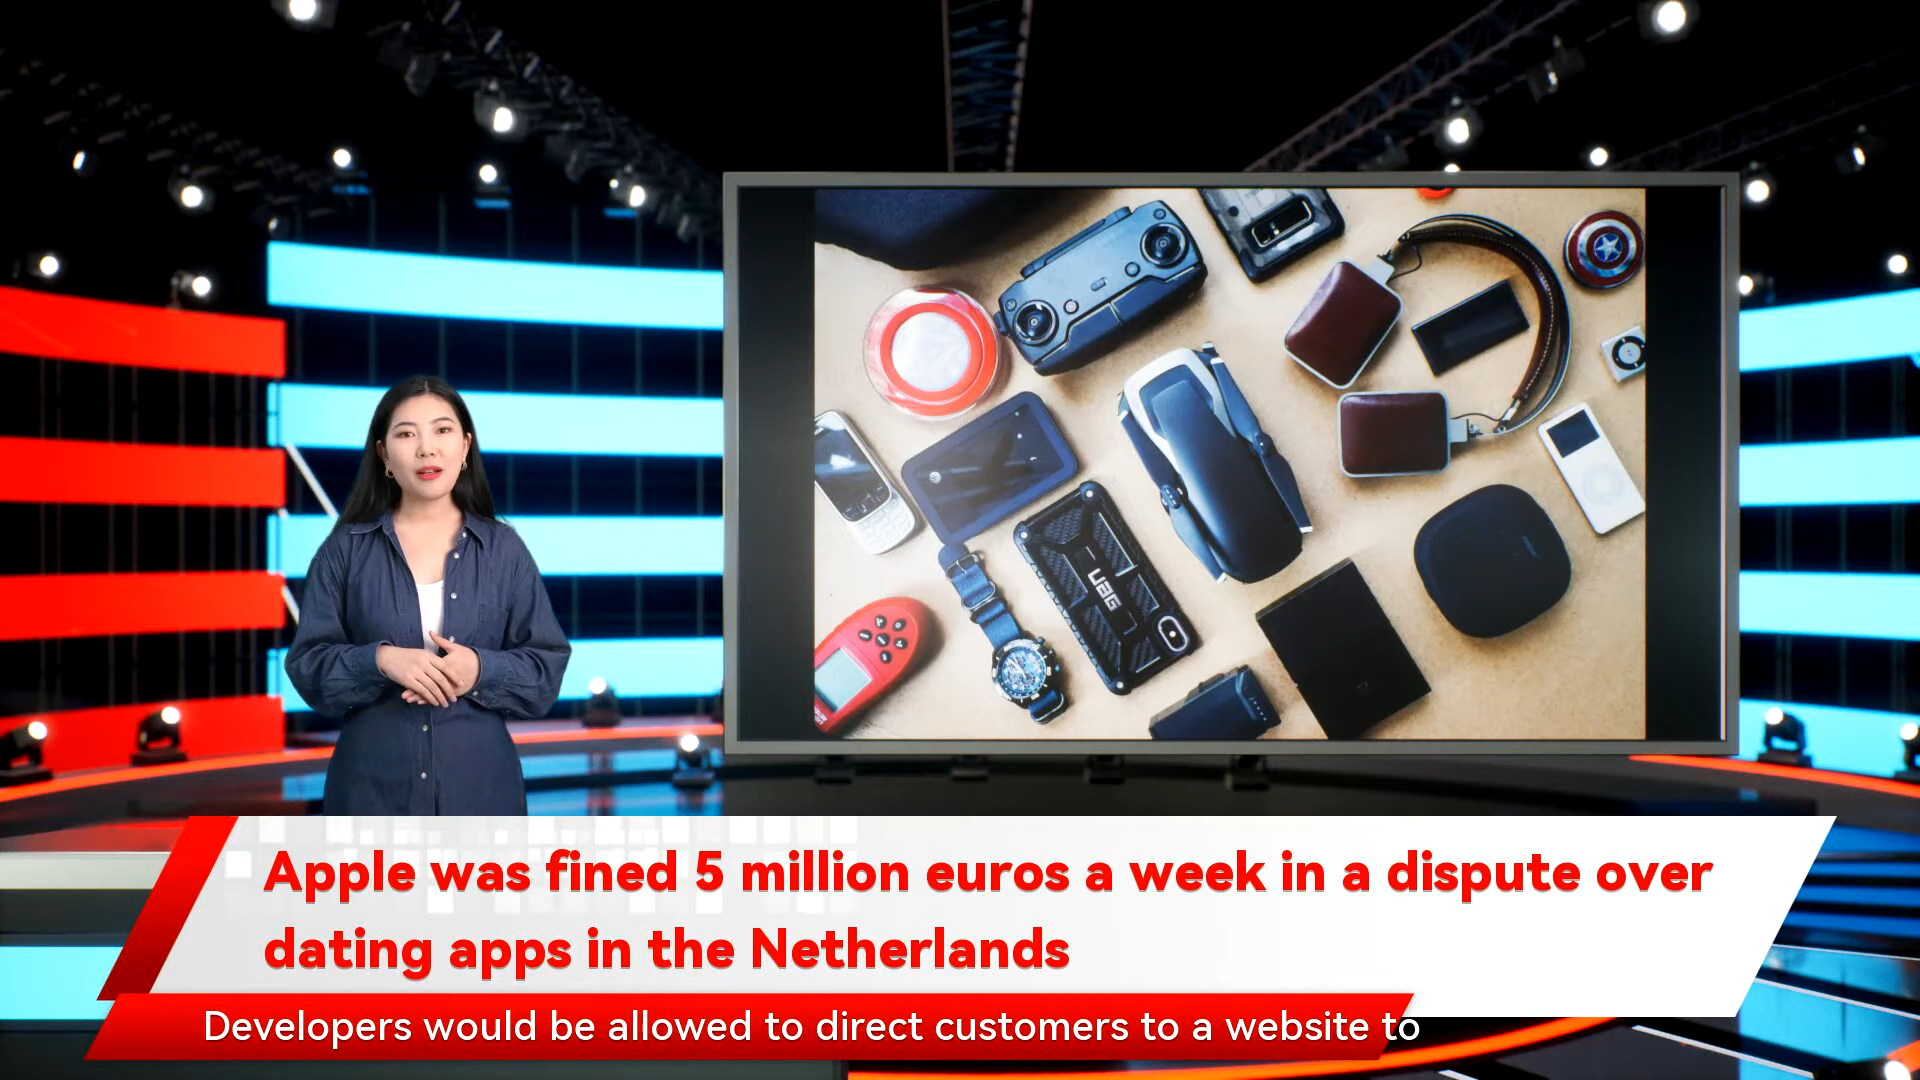 UAG
Apple was fined 5 million euros a week in a dispute over
dating apps in the Netherlands
Developers would be allowed to direct customers to a website to